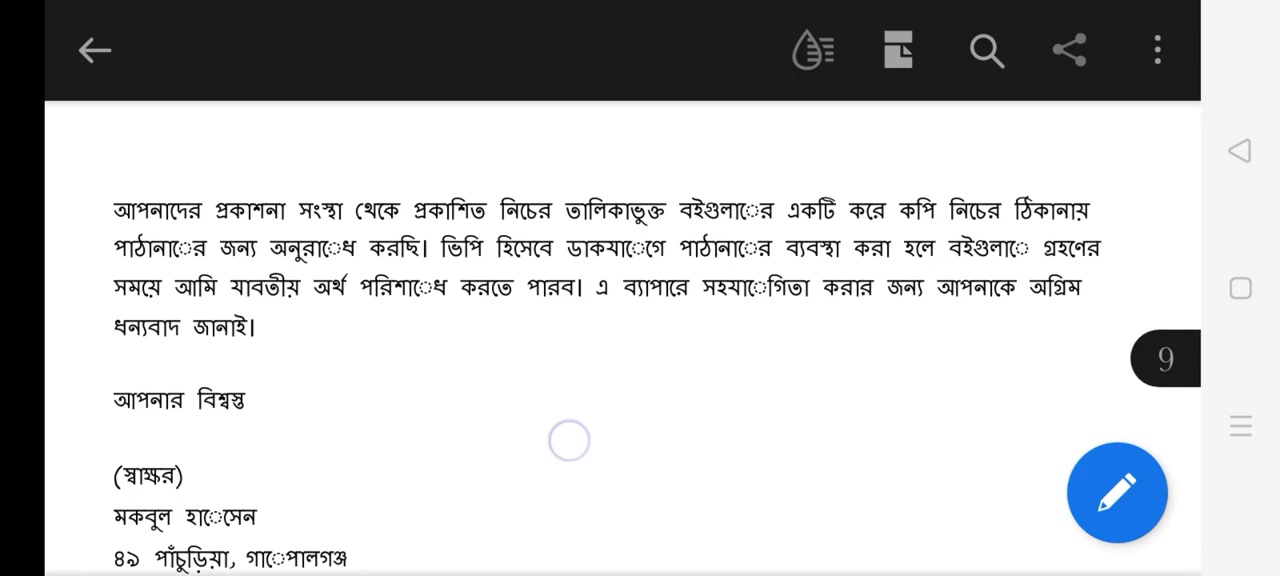 আপনাদের প্রকাশনা সংস্থা থেকে প্রকাশিত নিচের তালিকাভুক্ত বইগুলাের একটি করে কপি নিচের ঠিকানায়
পাঠানাের জন্য অনুরােধ করছি। ভিপি হিসেবে ডাকযােগে পাঠানাের ব্যবস্থা করা হলে বইগুলাে গ্রহণের
সময়ে আমি যাবতীয় অর্থ পরিশােধ করতে পারব। এ ব্যাপারে সহযােগিতা করার জন্য আপনাকে অগ্রিম
ধন্যবাদ জানাই।
9
আপনার বিশ্বস্ত
(স্বাক্ষর)
মকবুল হােসেন
৪৯ পাঁচুড়িয়া, গােপালগঞ্জ